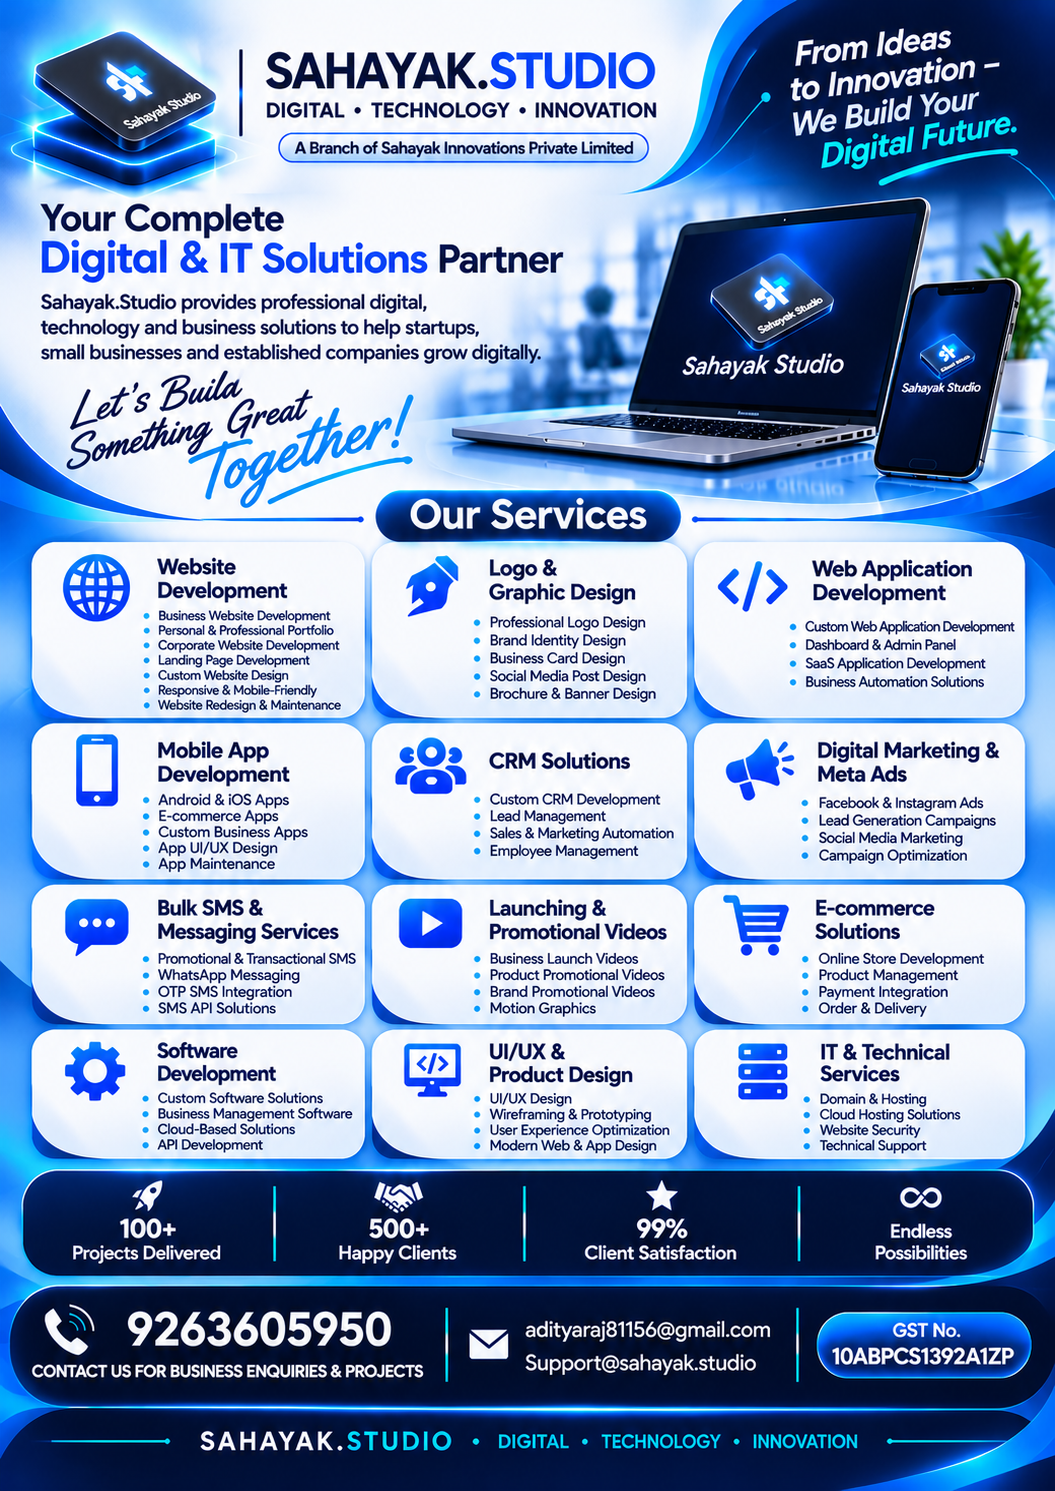 Sahayak Studio
SAHAYAK.STUDIO
DIGITAL • TECHNOLOGY • INNOVATION
A Branch of Sahayak Innovations Private Limited
From Ideas
to Innovation –
We Build Your
Digital Future.
Your Complete
Digital & IT Solutions Partner
Sahayak.Studio provides professional digital,
technology and business solutions to help startups,
small businesses and established companies grow digitally.
Let's Build
Something Great
Together!
Sahayak Studio
Sahayak Studio
Sahayak Studio
Our Services
Website
Development
• Business Website Development
• Personal & Professional Portfolio
• Corporate Website Development
• Landing Page Development
• Custom Website Design
• Responsive & Mobile-Friendly
• Website Redesign & Maintenance
Logo &
Graphic Design
• Professional Logo Design
• Brand Identity Design
• Business Card Design
• Social Media Post Design
• Brochure & Banner Design
</>
Web Application
Development
• Custom Web Application Development
• Dashboard & Admin Panel
• SaaS Application Development
• Business Automation Solutions
Mobile App
Development
• Android & iOS Apps
• E-commerce Apps
• Custom Business Apps
• App UI/UX Design
• App Maintenance
CRM Solutions
• Custom CRM Development
• Lead Management
• Sales & Marketing Automation
• Employee Management
Digital Marketing &
Meta Ads
• Facebook & Instagram Ads
• Lead Generation Campaigns
• Social Media Marketing
• Campaign Optimization
Bulk SMS &
Messaging Services
• Promotional & Transactional SMS
• WhatsApp Messaging
• OTP SMS Integration
• SMS API Solutions
Launching &
Promotional Videos
• Business Launch Videos
• Product Promotional Videos
• Brand Promotional Videos
• Motion Graphics
E-commerce
Solutions
• Online Store Development
• Product Management
• Payment Integration
• Order & Delivery
Software
Development
• Custom Software Solutions
• Business Management Software
• Cloud-Based Solutions
• API Development
</>
UI/UX &
Product Design
• UI/UX Design
• Wireframing & Prototyping
• User Experience Optimization
• Modern Web & App Design
IT & Technical
Services
• Domain & Hosting
• Cloud Hosting Solutions
• Website Security
• Technical Support
100+
Projects Delivered
500+
Happy Clients
99%
Client Satisfaction
Endless
Possibilities
9263605950
CONTACT US FOR BUSINESS ENQUIRIES & PROJECTS
adityaraj81156@gmail.com
Support@sahayak.studio
GST No.
10ABPCS1392A1ZP
SAHAYAK.STUDIO • DIGITAL • TECHNOLOGY • INNOVATION